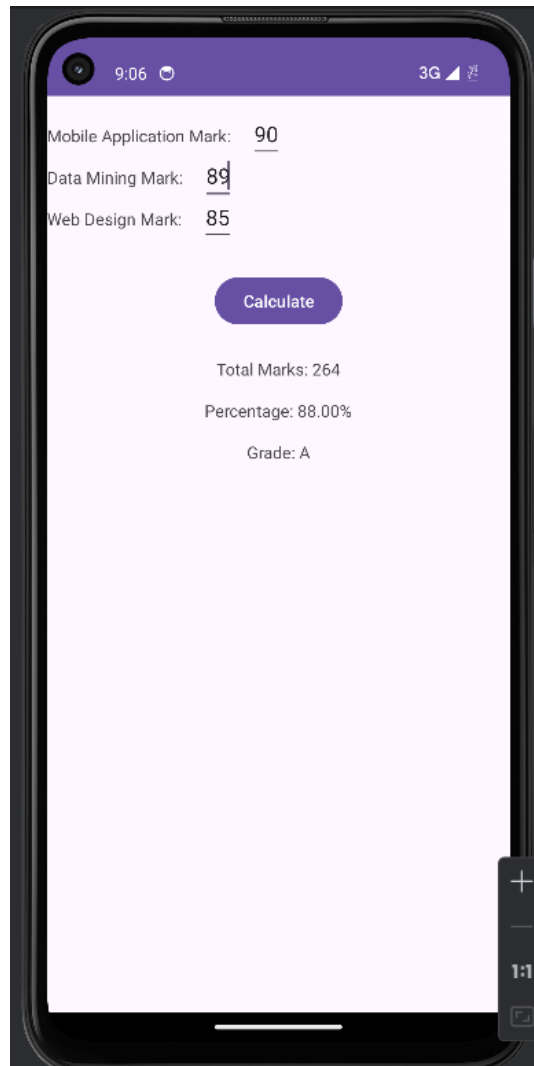 9:06 3G
Mobile Application Mark: 90
Data Mining Mark: 89
Web Design Mark: 85
Calculate
Total Marks: 264
Percentage: 88.00%
Grade: A
1:1